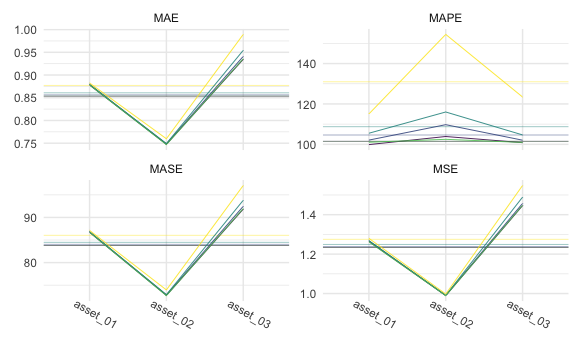 MAE
MAPE
1.00
0.95
0.90
0.85
0.80
0.75
140
120
100
MASE
MSE
90
80
1.4
1.2
1.0
asset_01
asset_02
asset_03
asset_01
asset_02
asset_03